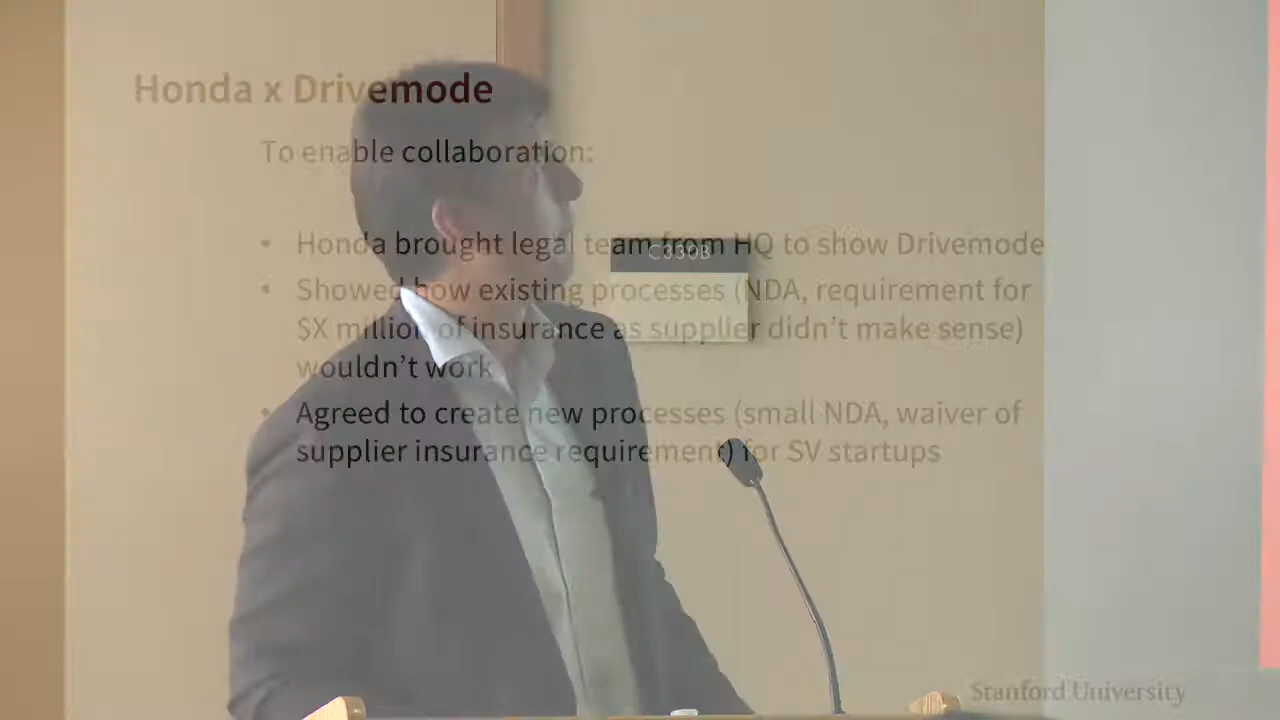 Honda x Drivemode
To enable collaboration:
• Honda brought legal team from HQ to show Drivemode
C330B
• Showed how existing processes (NDA, requirement for
$X million of insurance as supplier didn’t make sense)
wouldn’t work
• Agreed to create new processes (small NDA, waiver of
supplier insurance requirement) for SV startups
Stanford University